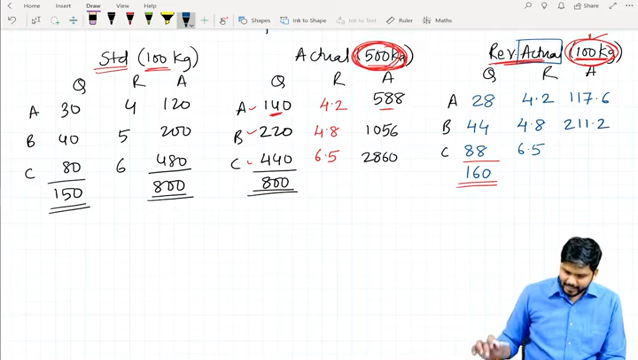 File Home Insert Draw View Help
Shapes Ink to Shape Ink to Text Math
Std (100 Kg) Actual (500Kg) Rev. Actual (100Kg)
Q R A Q R A Q R A
A 30 4 120 A 140 4.2 588 A 28 4.2 117.6
B 40 5 200 B 220 4.8 1056 B 44 4.8 211.2
C 80 6 480 C 440 6.5 2860 C 88 6.5
150 800 800 160